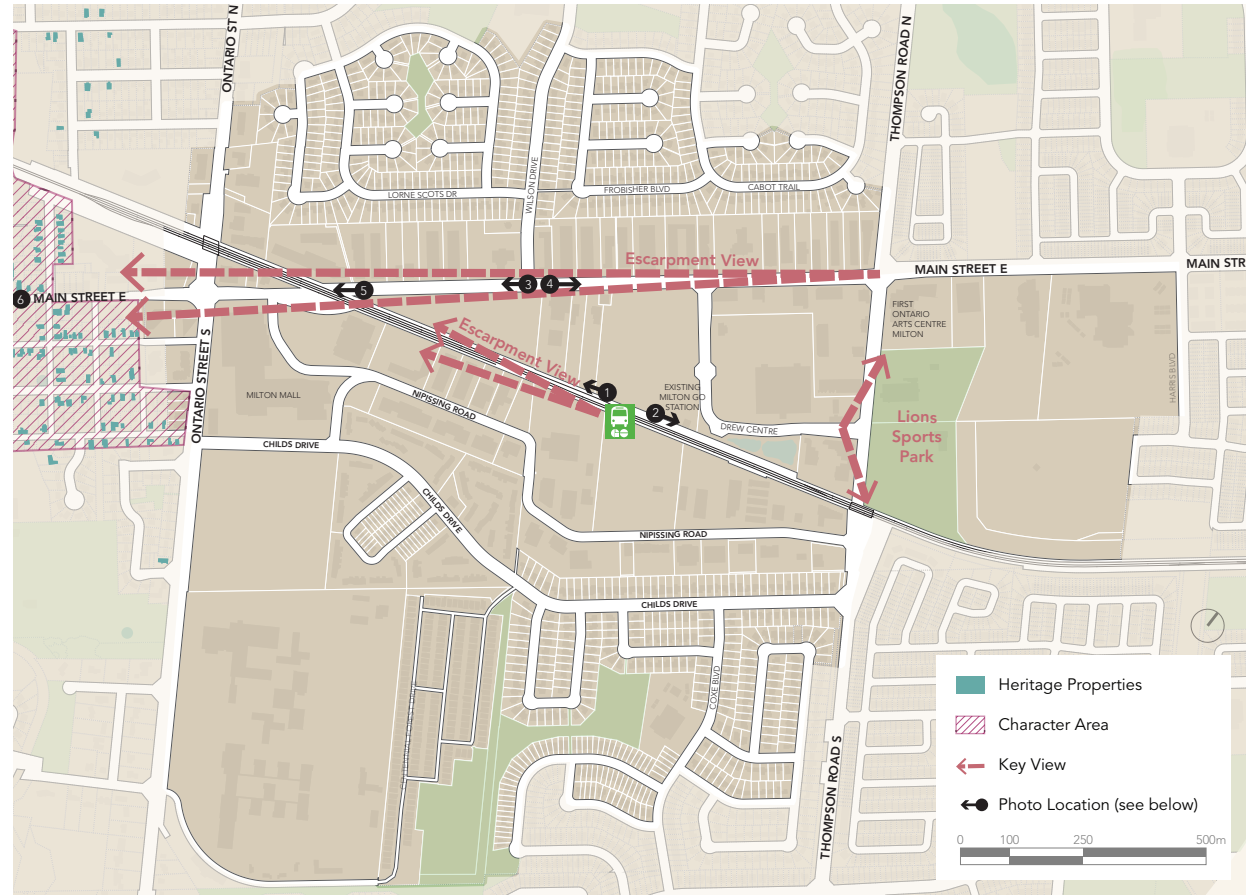 ONTARIO ST N
THOMPSON ROAD N
WILSON DRIVE
LORNE SCOTS DR
FROBISHER BLVD
CABOT TRAIL
Escarpment View
MAIN STREET E
MAIN STR
6
MAIN STREET E
5
3
4
FIRST
ONTARIO
ARTS CENTRE
MILTON
Escarpment View
ONTARIO STREET S
MILTON MALL
NIPISSING ROAD
1
EXISTING
MILTON GO
STATION
2
DREW CENTRE
HARRIS BLVD
Lions
Sports
Park
CHILDS DRIVE
CHILDS DRIVE
NIPISSING ROAD
CHILDS DRIVE
COXE BLVD
THOMPSON ROAD S
Heritage Properties
Character Area
Key View
Photo Location (see below)
0
100
250
500m